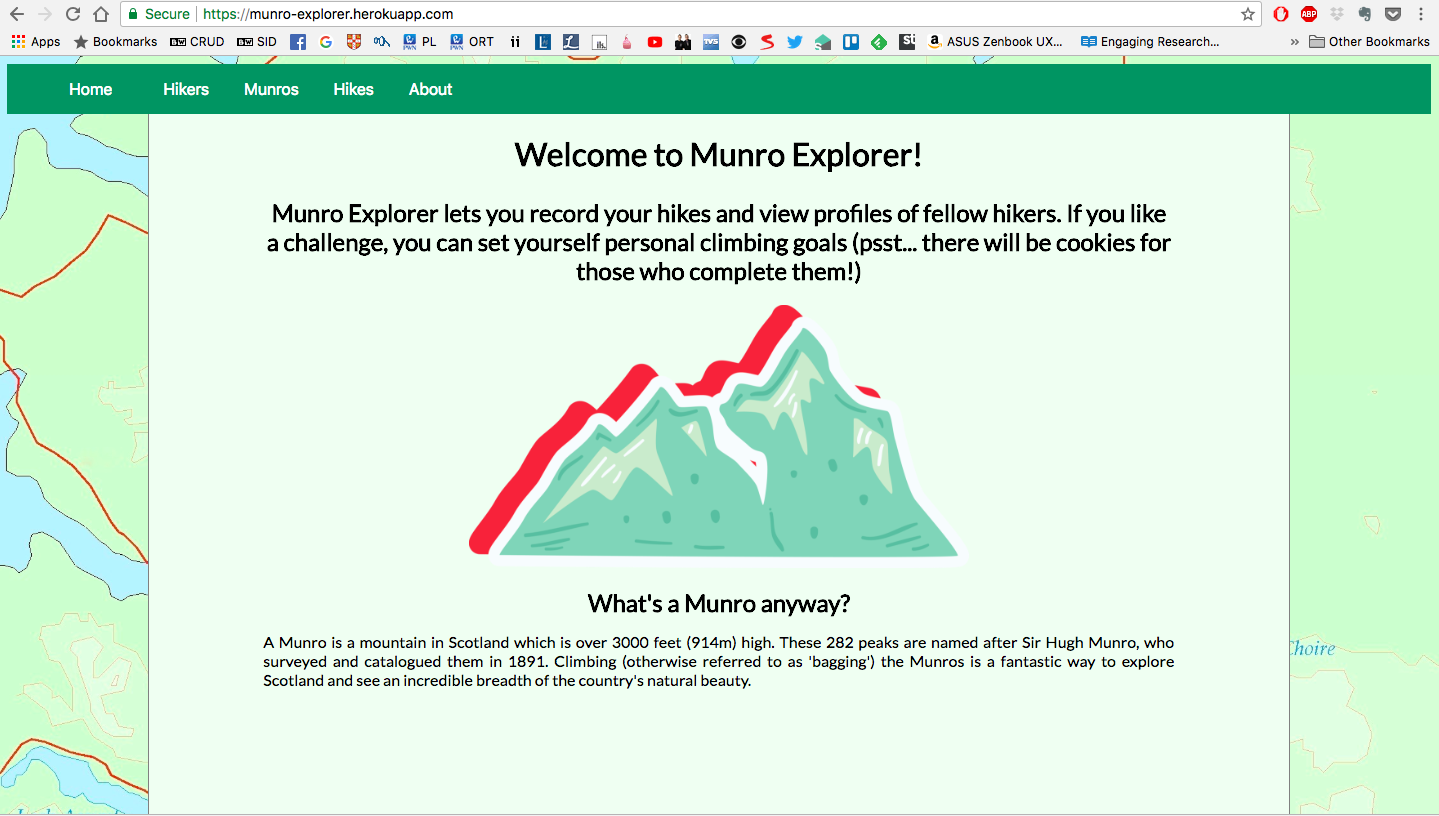 Secure https://munro-explorer.herokuapp.com
Apps Bookmarks CRUD SID PL ORT ii ASUS Zenbook UX... Engaging Research... » Other Bookmarks
Home Hikers Munros Hikes About
Welcome to Munro Explorer!
Munro Explorer lets you record your hikes and view profiles of fellow hikers. If you like
a challenge, you can set yourself personal climbing goals (psst... there will be cookies for
those who complete them!)
What's a Munro anyway?
A Munro is a mountain in Scotland which is over 3000 feet (914m) high. These 282 peaks are named after Sir Hugh Munro, who
surveyed and catalogued them in 1891. Climbing (otherwise referred to as 'bagging') the Munros is a fantastic way to explore
Scotland and see an incredible breadth of the country's natural beauty.
Choire